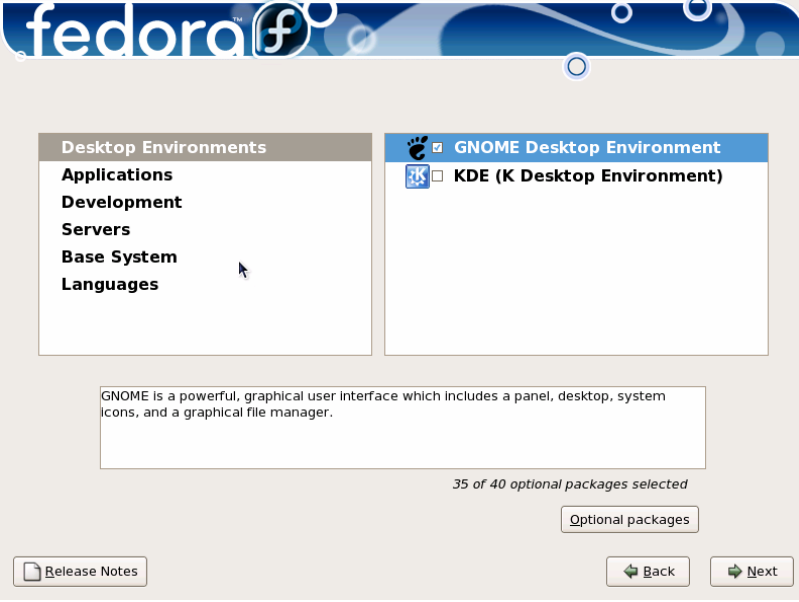 fedora™
Desktop Environments
Applications
Development
Servers
Base System
Languages
GNOME Desktop Environment
KDE (K Desktop Environment)
GNOME is a powerful, graphical user interface which includes a panel, desktop, system
icons, and a graphical file manager.
35 of 40 optional packages selected
Optional packages
Release Notes
Back
Next